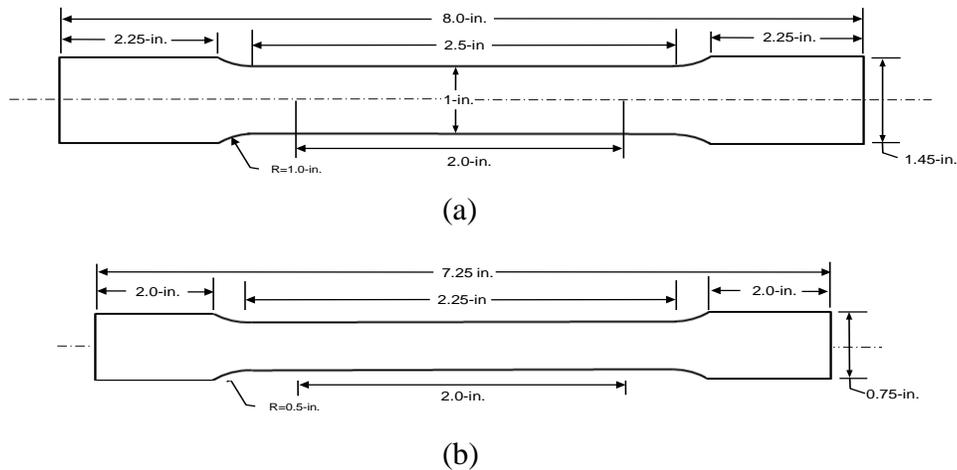 8.0-in.
2.25-in. 2.5-in 2.25-in.
1-in.
2.0-in.
R=1.0-in.
1.45-in.
(a)
7.25 in.
2.0-in. 2.25-in 2.0-in.
2.0-in.
0.75-in.
R=0.5-in.
(b)